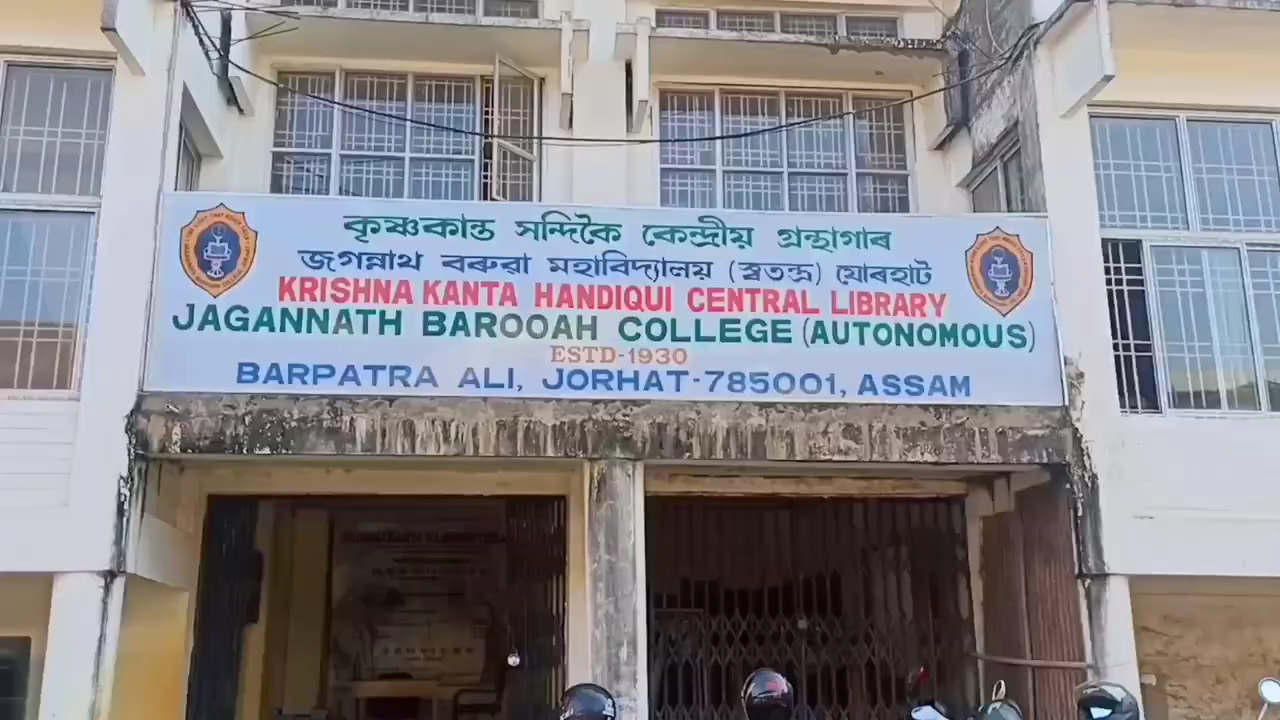 কৃষ্ণকান্ত সন্দিকৈ কেন্দ্ৰীয় গ্ৰন্থাগাৰ
জগন্নাথ বৰুৱা মহাবিদ্যালয় (স্বতন্ত্ৰ) যোৰহাট
KRISHNA KANTA HANDIQUI CENTRAL LIBRARY
JAGANNATH BAROOAH COLLEGE (AUTONOMOUS)
ESTD-1930
BARPATRA ALI, JORHAT-785001, ASSAM